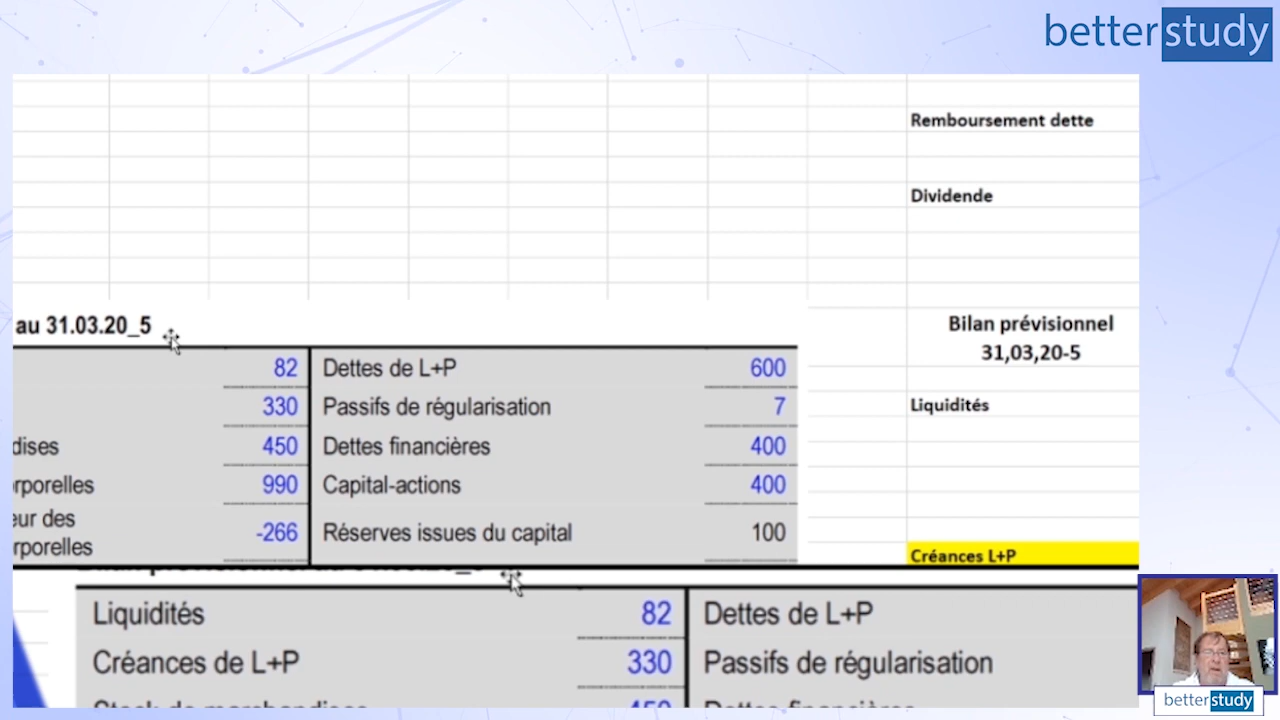 betterstudy
Remboursement dette
Dividende
au 31.03.20_5
Bilan prévisionnel
31,03,20-5
82 Dettes de L+P 600
330 Passifs de régularisation 7
Liquidités
dises 450 Dettes financières 400
rporelles 990 Capital-actions 400
eur des
rporelles -266 Réserves issues du capital 100
Créances L+P
Liquidités 82 Dettes de L+P
Créances de L+P 330 Passifs de régularisation
betterstudy